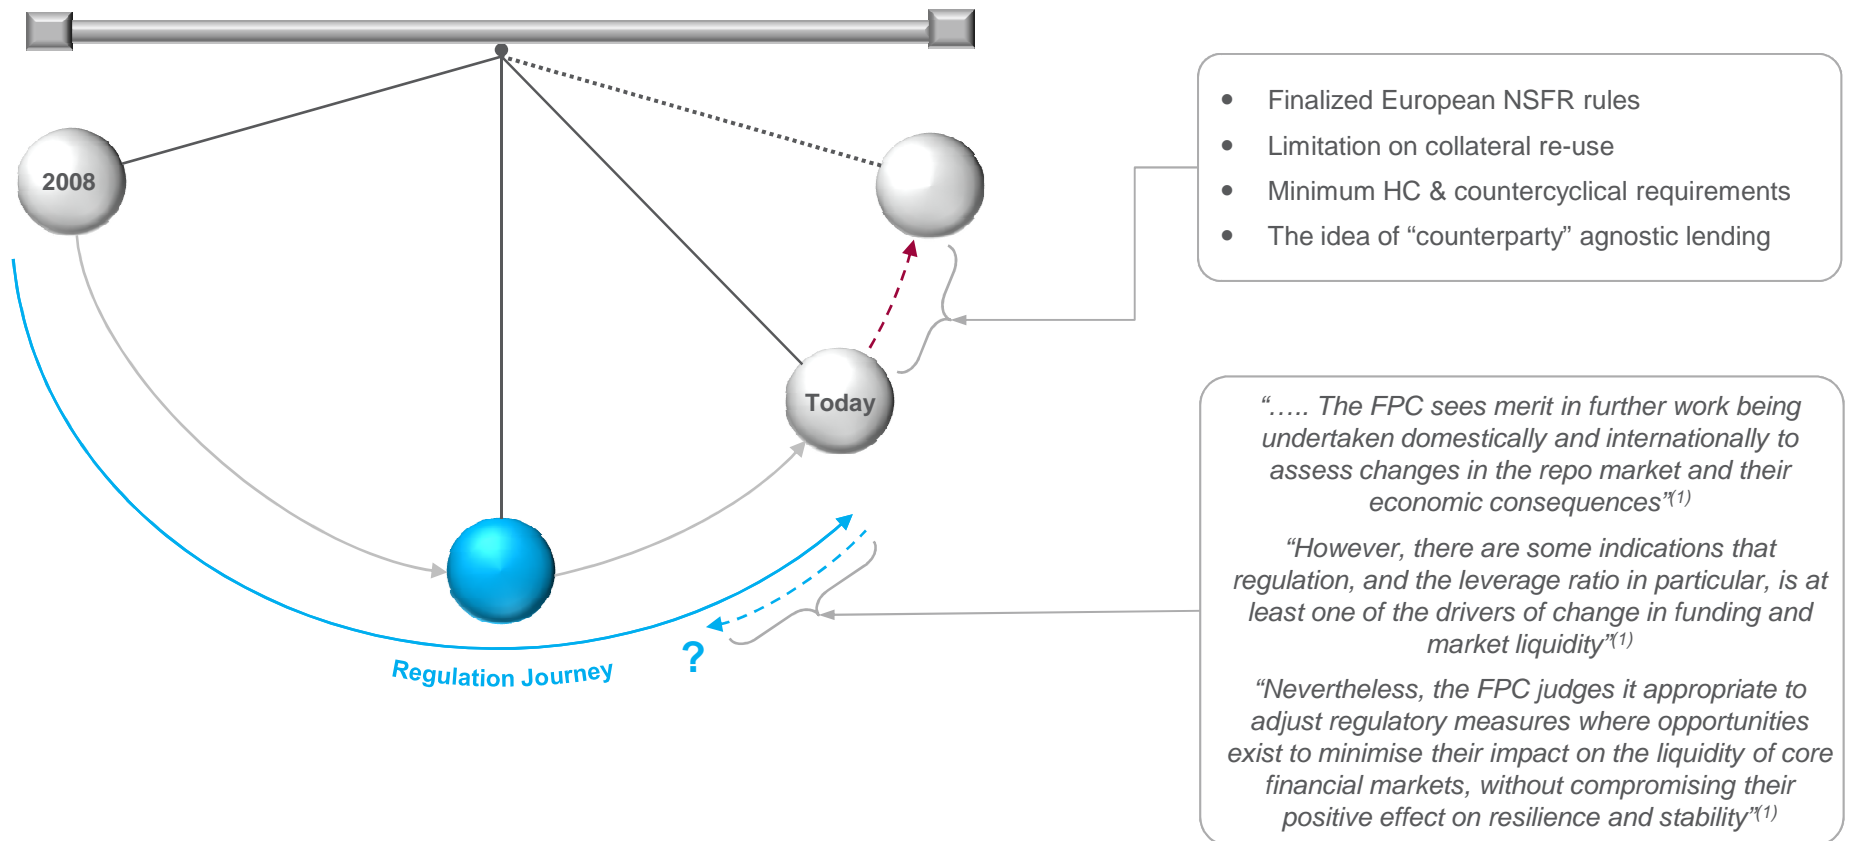 2008
Today
Regulation Journey
?
• Finalized European NSFR rules
• Limitation on collateral re-use
• Minimum HC & countercyclical requirements
• The idea of “counterparty” agnostic lending
“….. The FPC sees merit in further work being
undertaken domestically and internationally to
assess changes in the repo market and their
economic consequences”(1)
“However, there are some indications that
regulation, and the leverage ratio in particular, is at
least one of the drivers of change in funding and
market liquidity”(1)
“Nevertheless, the FPC judges it appropriate to
adjust regulatory measures where opportunities
exist to minimise their impact on the liquidity of core
financial markets, without compromising their
positive effect on resilience and stability”(1)